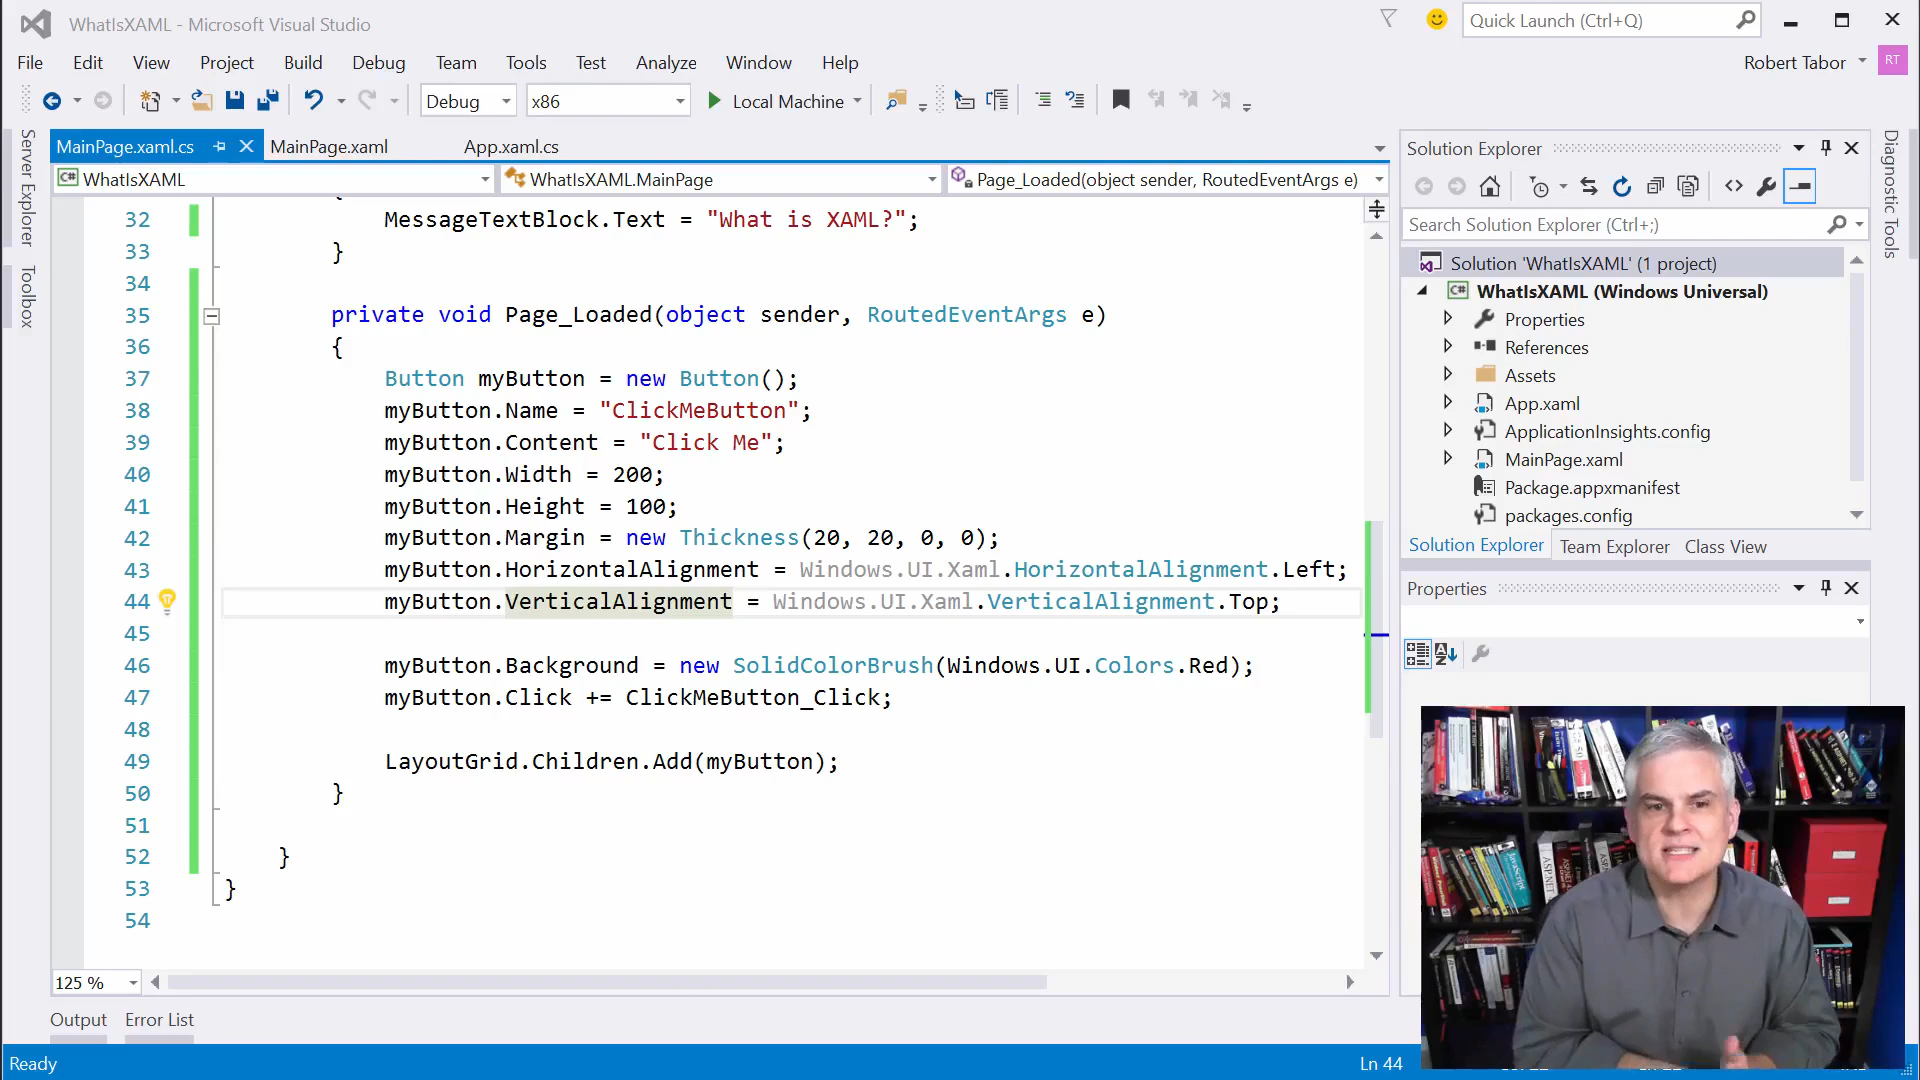 WhatIsXAML - Microsoft Visual Studio
Quick Launch (Ctrl+Q)
File Edit View Project Build Debug Team Tools Test Analyze Window Help
Robert Tabor RT
Debug x86 Local Machine
Server Explorer
Toolbox
MainPage.xaml.cs MainPage.xaml App.xaml.cs
C# WhatIsXAML WhatIsXAML.MainPage Page_Loaded(object sender, RoutedEventArgs e)
{
32 MessageTextBlock.Text = "What is XAML?";
33 }
34
35 private void Page_Loaded(object sender, RoutedEventArgs e)
36 {
37 Button myButton = new Button();
38 myButton.Name = "ClickMeButton";
39 myButton.Content = "Click Me";
40 myButton.Width = 200;
41 myButton.Height = 100;
42 myButton.Margin = new Thickness(20, 20, 0, 0);
43 myButton.HorizontalAlignment = Windows.UI.Xaml.HorizontalAlignment.Left;
44 myButton.VerticalAlignment = Windows.UI.Xaml.VerticalAlignment.Top;
45
46 myButton.Background = new SolidColorBrush(Windows.UI.Colors.Red);
47 myButton.Click += ClickMeButton_Click;
48
49 LayoutGrid.Children.Add(myButton);
50 }
51
52 }
53 }
54
125 %
Output Error List
Ready
Ln 44
Solution Explorer
Search Solution Explorer (Ctrl+;)
Solution 'WhatIsXAML' (1 project)
C# WhatIsXAML (Windows Universal)
Properties
References
Assets
App.xaml
ApplicationInsights.config
MainPage.xaml
Package.appxmanifest
packages.config
Solution Explorer Team Explorer Class View
Properties
Diagnostic Tools
ASP.NET
JavaScript